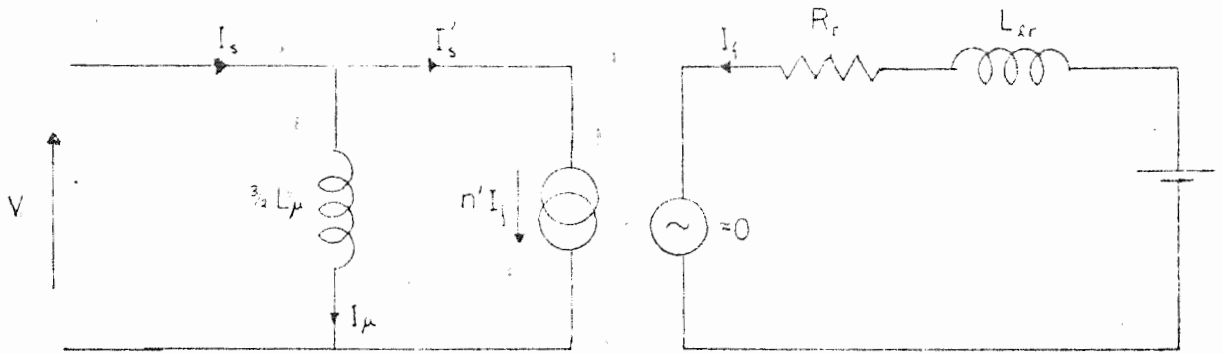 I_s
I_s'
I_f
R_r
L_ℓr
V
3/2 L_μ
n' I_f
=0
I_μ